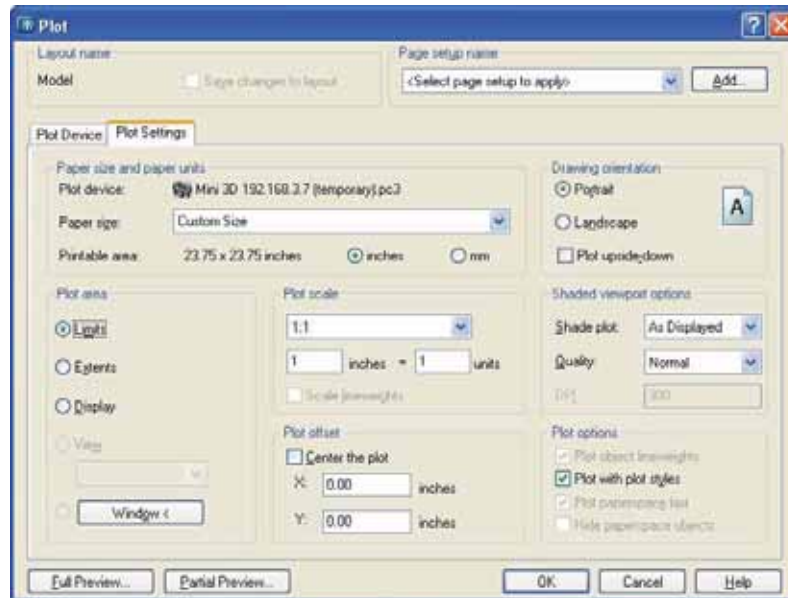 Plot
Layout name
Model
Save changes to layout
Page setup name
<Select page setup to apply>
Add...
Plot Device
Plot Settings
Paper size and paper units
Plot device: Mini 3D 192.168.3.7 (temporary).pc3
Paper size: Custom Size
Printable area: 23.75 x 23.75 inches inches mm
Drawing orientation
Portrait
Landscape
Plot upside-down
A
Plot area
Limits
Extents
Display
View
Window <
Plot scale
1:1
1 inches = 1 units
Scale lineweights
Plot offset
Center the plot
X: 0.00 inches
Y: 0.00 inches
Shaded viewport options
Shade plot: As Displayed
Quality: Normal
DPI 300
Plot options
Plot object lineweights
Plot with plot styles
Plot paperspace last
Hide paperspace objects
Full Preview...
Partial Preview...
OK
Cancel
Help